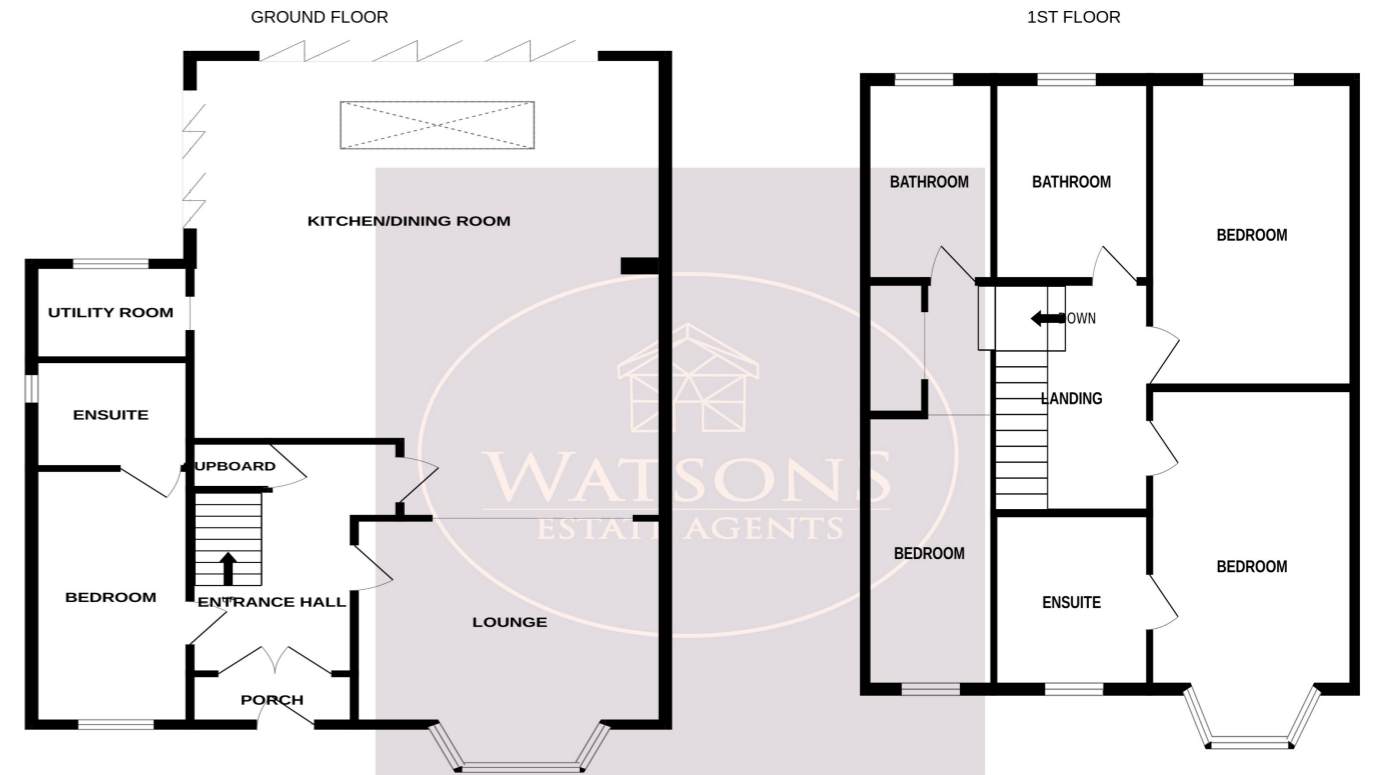 GROUND FLOOR
KITCHEN/DINING ROOM
UTILITY ROOM
ENSUITE
UPBOARD
BEDROOM
ENTRANCE HALL
LOUNGE
PORCH
WATSONS
ESTATE AGENTS
1ST FLOOR
BATHROOM
BATHROOM
BEDROOM
DOWN
LANDING
BEDROOM
BEDROOM
ENSUITE